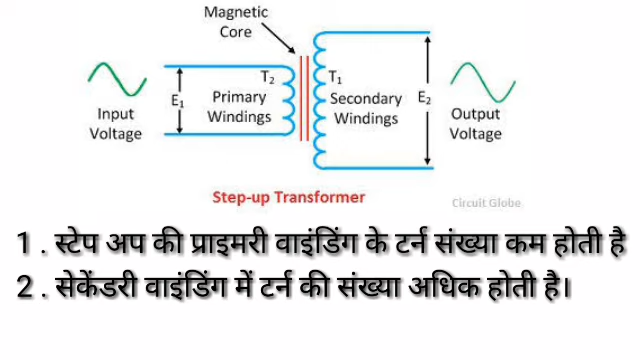 Magnetic
Core
T2
T1
E1
Primary
Windings
Secondary
Windings
E2
Input
Voltage
Output
Voltage
Step-up Transformer
Circuit Globe
1 . स्टेप अप की प्राइमरी वाइंडिंग के टर्न संख्या कम होती है
2 . सेकेंडरी वाइंडिंग में टर्न की संख्या अधिक होती है।